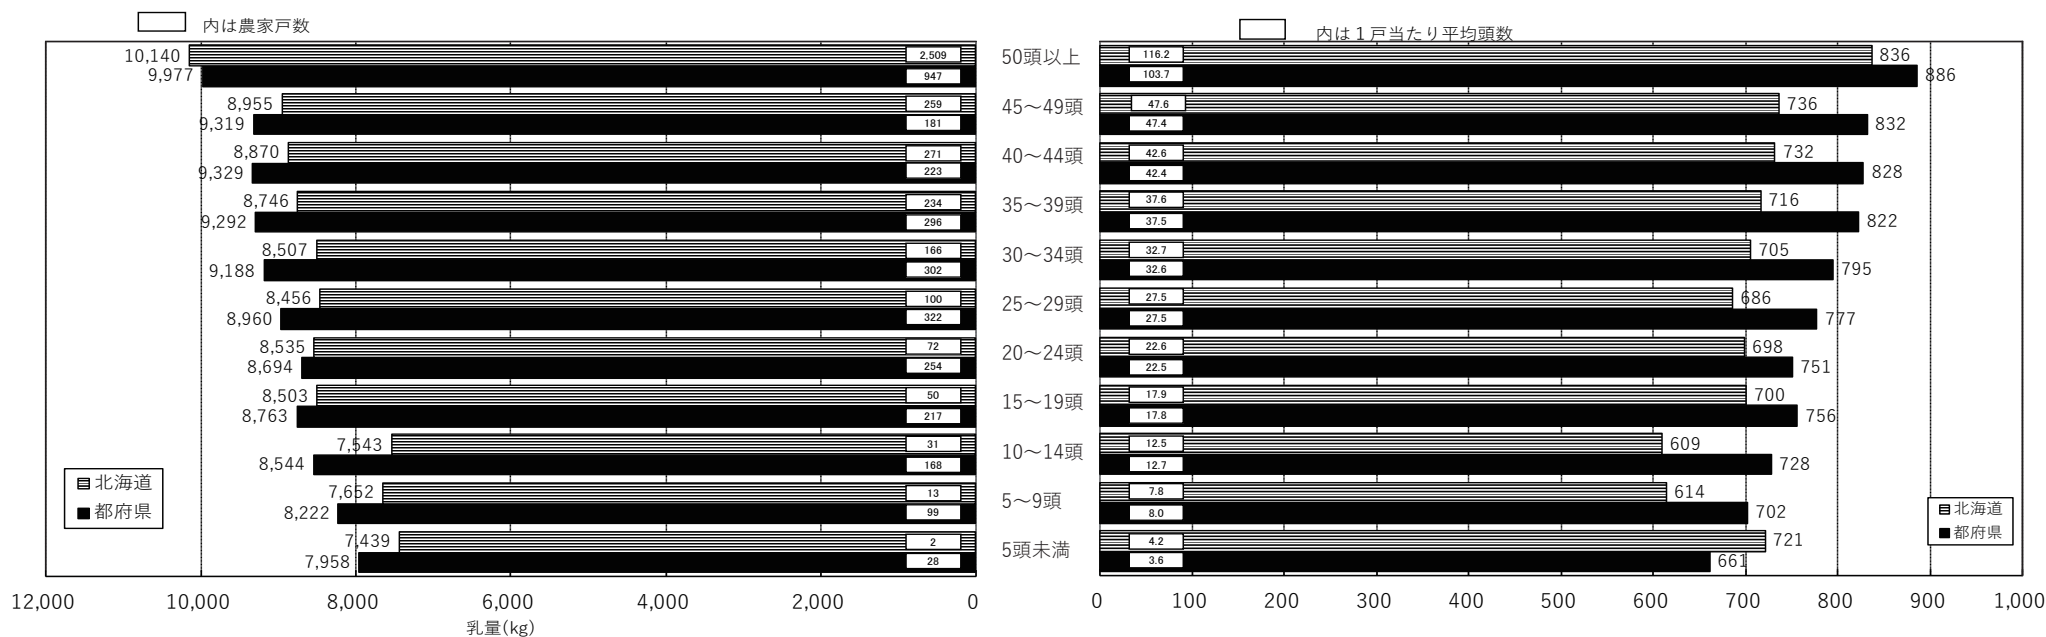 内は農家戸数
内は１戸当たり平均頭数
10,140 2,509 50頭以上 116.2 836
9,977 947 103.7 886
8,955 259 45～49頭 47.6 736
9,319 181 47.4 832
8,870 271 40～44頭 42.6 732
9,329 223 42.4 828
8,746 234 35～39頭 37.6 716
9,292 296 37.5 822
8,507 166 30～34頭 32.7 705
9,188 302 32.6 795
8,456 100 25～29頭 27.5 686
8,960 322 27.5 777
8,535 72 20～24頭 22.6 698
8,694 254 22.5 751
8,503 50 15～19頭 17.9 700
8,763 217 17.8 756
7,543 31 10～14頭 12.5 609
8,544 168 12.7 728
7,652 13 5～9頭 7.8 614
8,222 99 8.0 702
7,439 2 5頭未満 4.2 721
7,958 28 3.6 661
北海道
都府県
北海道
都府県
12,000 10,000 8,000 6,000 4,000 2,000 0
0 100 200 300 400 500 600 700 800 900 1,000
乳量(kg)